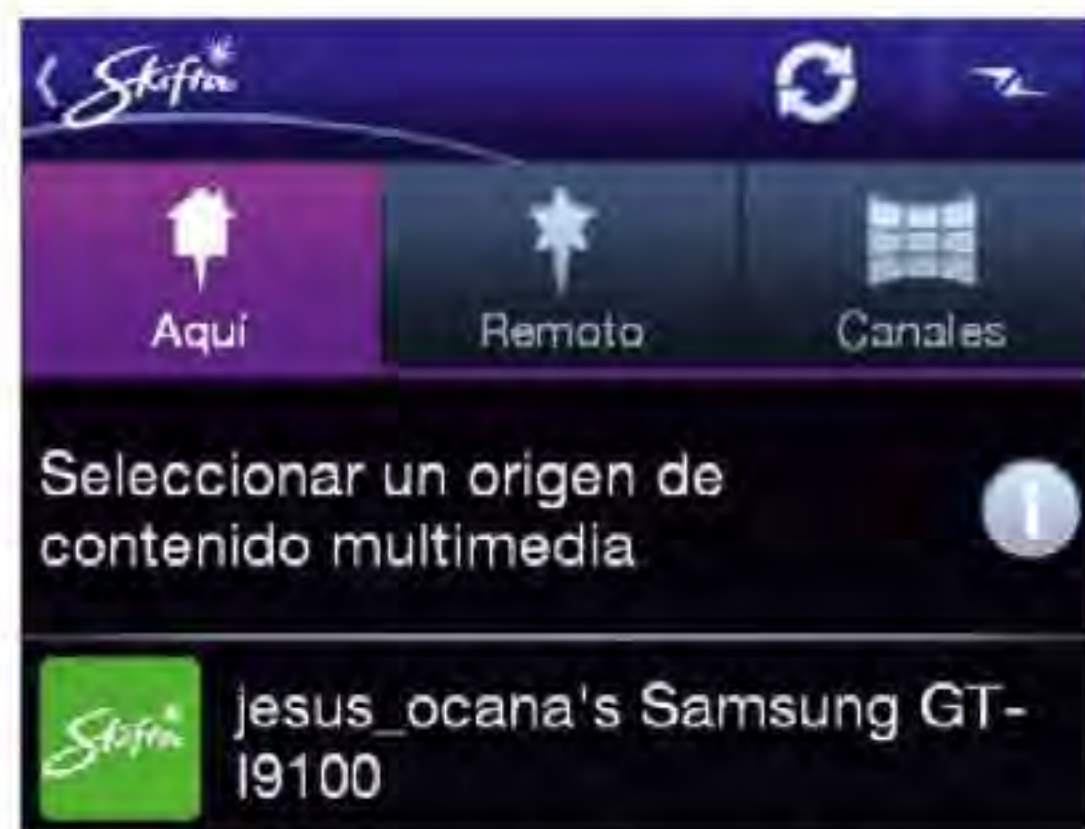 Skifta
Aquí
Remoto
Canales
Seleccionar un origen de
contenido multimedia
i
Skifta
jesus_ocana's Samsung GT-
I9100